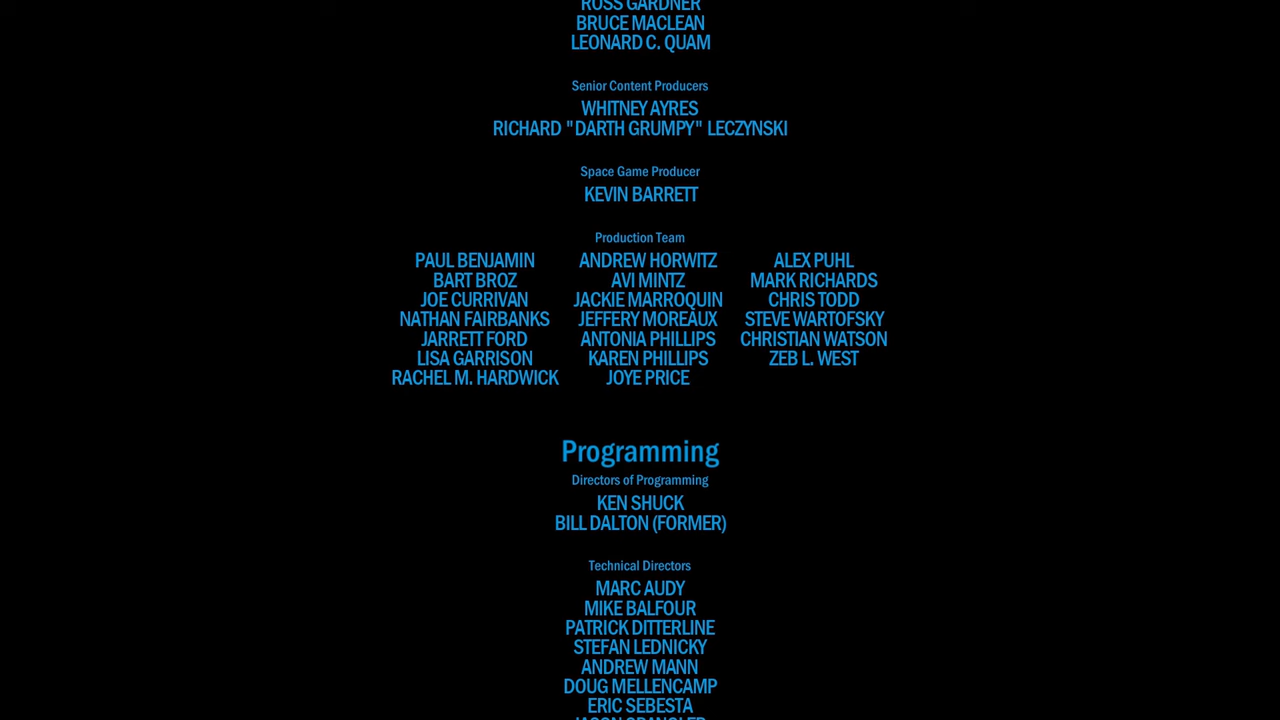 ROSS GARDNER
BRUCE MACLEAN
LEONARD C. QUAM
Senior Content Producers
WHITNEY AYRES
RICHARD "DARTH GRUMPY" LECZYNSKI
Space Game Producer
KEVIN BARRETT
Production Team
PAUL BENJAMIN ANDREW HORWITZ ALEX PUHL
BART BROZ AVI MINTZ MARK RICHARDS
JOE CURRIVAN JACKIE MARROQUIN CHRIS TODD
NATHAN FAIRBANKS JEFFERY MOREAUX STEVE WARTOFSKY
JARRETT FORD ANTONIA PHILLIPS CHRISTIAN WATSON
LISA GARRISON KAREN PHILLIPS ZEB L. WEST
RACHEL M. HARDWICK JOYE PRICE
Programming
Directors of Programming
KEN SHUCK
BILL DALTON (FORMER)
Technical Directors
MARC AUDY
MIKE BALFOUR
PATRICK DITTERLINE
STEFAN LEDNICKY
ANDREW MANN
DOUG MELLENCAMP
ERIC SEBESTA
JASON SPANGLER